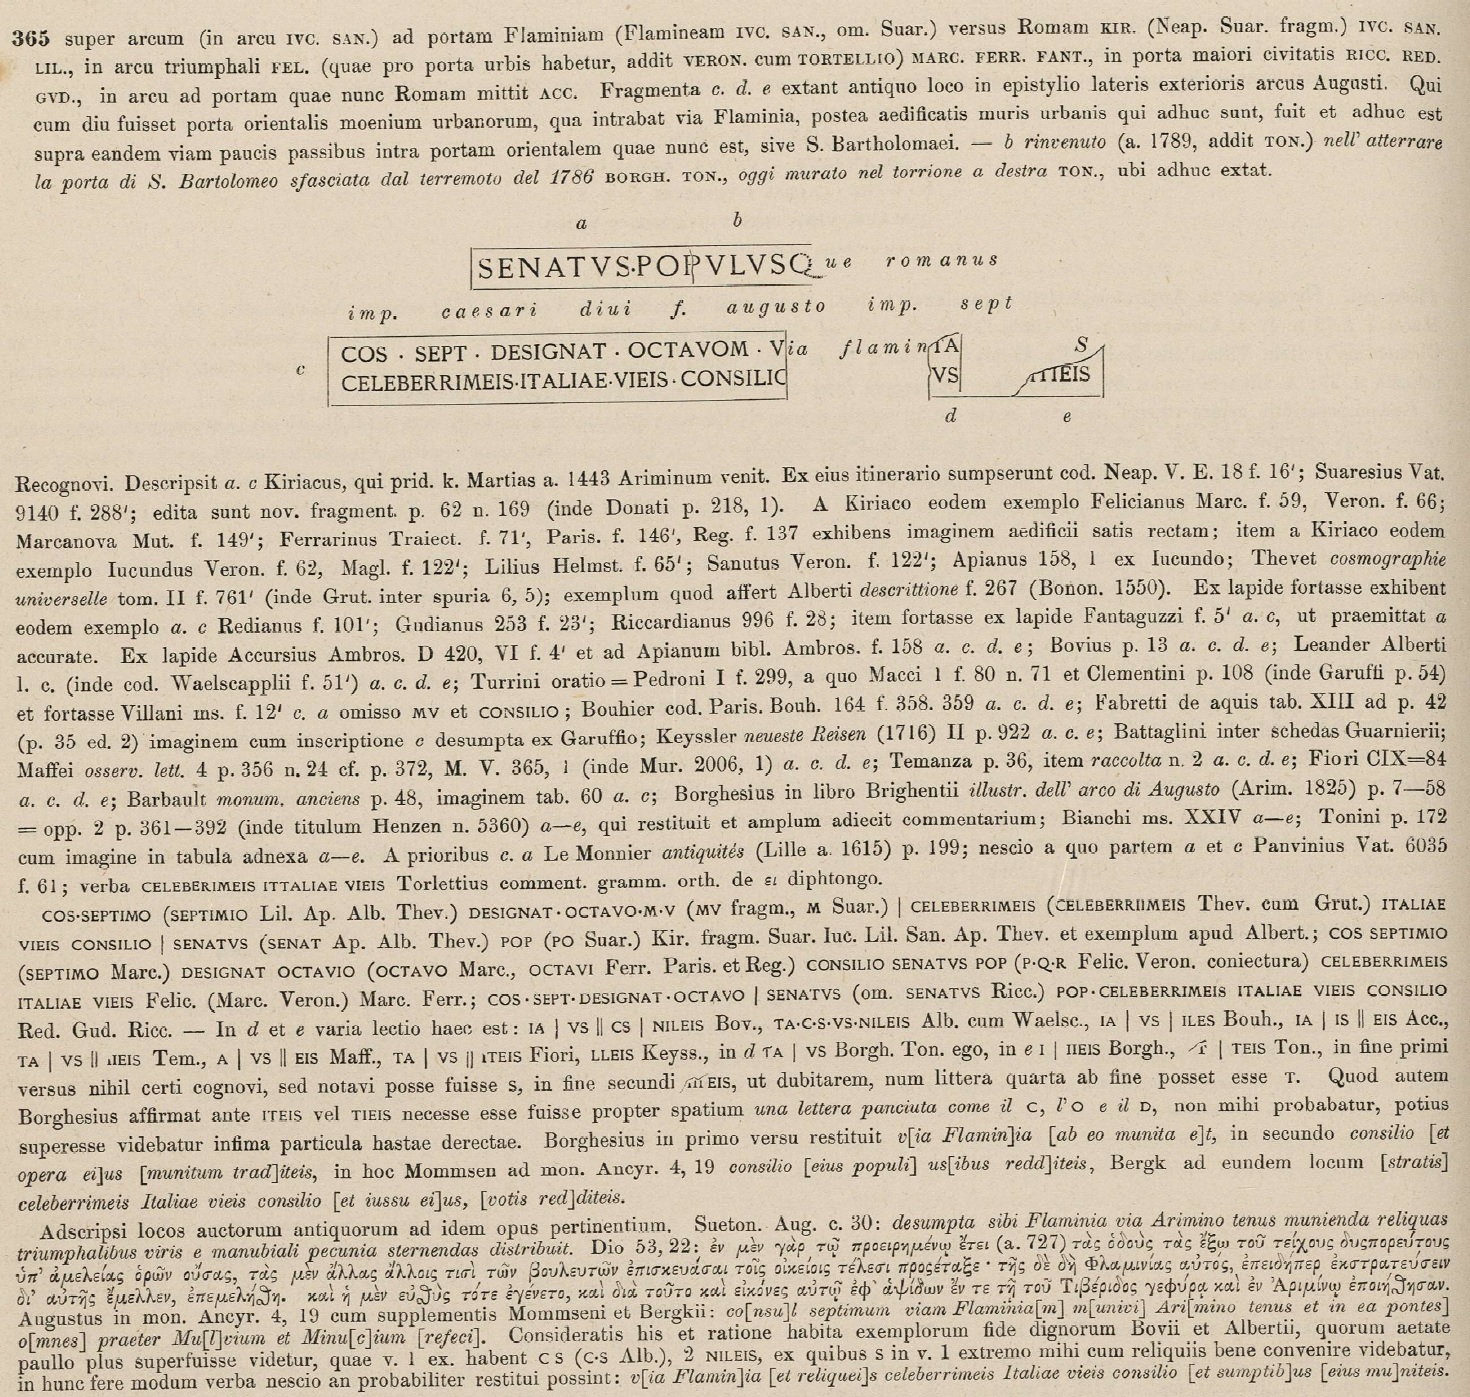 365 super arcum (in arcu IVC. SAN.) ad portam Flaminiam (Flamineam IVC. SAN., om. Suar.) versus Romam KIR. (Neap. Suar. fragm.) IVC. SAN.
LIL., in arcu triumphali FEL. (quae pro porta urbis habetur, addit VERON. cum TORTELLIO) MARC. FERR. FANT., in porta maiori civitatis RICC. RED.
GVD., in arcu ad portam quae nunc Romam mittit ACC. Fragmenta c. d. e extant antiquo loco in epistylio lateris exterioris arcus Augusti. Qui
cum diu fuisset porta orientalis moenium urbanorum, qua intrabat via Flaminia, postea aedificatis muris urbanis qui adhuc sunt, fuit et adhuc est
supra eandem viam paucis passibus intra portam orientalem quae nunc est, sive S. Bartholomaei. — b rinvenuto (a. 1789, addit TON.) nell' atterrare
la porta di S. Bartolomeo sfasciata dal terremoto del 1786 BORGH. TON., oggi murato nel torrione a destra TON., ubi adhuc extat.
a b
SENATVS·POPVLVSQue romanus
imp. caesari diui f. augusto imp. sept
c COS · SEPT · DESIGNAT · OCTAVOM · Via flaminIA S
CELEBERRIMEIS·ITALIAE·VIEIS·CONSILIO VS ITEIS
d e
Recognovi. Descripsit a. c Kiriacus, qui prid. k. Martias a. 1443 Ariminum venit. Ex eius itinerario sumpserunt cod. Neap. V. E. 18 f. 16'; Suaresius Vat.
9140 f. 288'; edita sunt nov. fragment. p. 62 n. 169 (inde Donati p. 218, 1). A Kiriaco eodem exemplo Felicianus Marc. f. 59, Veron. f. 66;
Marcanova Mut. f. 149'; Ferrarinus Traiect. f. 71', Paris. f. 146', Reg. f. 137 exhibens imaginem aedificii satis rectam; item a Kiriaco eodem
exemplo Iucundus Veron. f. 62, Magl. f. 122'; Lilius Helmst. f. 65'; Sanutus Veron. f. 122'; Apianus 158, 1 ex Iucundo; Thevet cosmographie
universelle tom. II f. 761' (inde Grut. inter spuria 6, 5); exemplum quod affert Alberti descrittione f. 267 (Bonon. 1550). Ex lapide fortasse exhibent
eodem exemplo a. c Redianus f. 101'; Gudianus 253 f. 23'; Riccardianus 996 f. 28; item fortasse ex lapide Fantaguzzi f. 5' a. c, ut praemittat a
accurate. Ex lapide Accursius Ambros. D 420, VI f. 4' et ad Apianum bibl. Ambros. f. 158 a. c. d. e; Bovius p. 13 a. c. d. e; Leander Alberti
l. c. (inde cod. Waelscapplii f. 51') a. c. d. e; Turrini oratio = Pedroni I f. 299, a quo Macci l f. 80 n. 71 et Clementini p. 108 (inde Garuffi p. 54)
et fortasse Villani ms. f. 12' c. a omisso MV et CONSILIO; Bouhier cod. Paris. Bouh. 164 f. 358. 359 a. c. d. e; Fabretti de aquis tab. XIII ad p. 42
(p. 35 ed. 2) imaginem cum inscriptione c desumpta ex Garuffio; Keyssler neueste Reisen (1716) II p. 922 a. c. e; Battaglini inter schedas Guarnierii;
Maffei osserv. lett. 4 p. 356 n. 24 cf. p. 372, M. V. 365, 1 (inde Mur. 2006, 1) a. c. d. e; Temanza p. 36, item raccolta n. 2 a. c. d. e; Fiori CIX=84
a. c. d. e; Barbault monum. anciens p. 48, imaginem tab. 60 a. c; Borghesius in libro Brighentii illustr. dell' arco di Augusto (Arim. 1825) p. 7—58
= opp. 2 p. 361—392 (inde titulum Henzen n. 5360) a—e, qui restituit et amplum adiecit commentarium; Bianchi ms. XXIV a—e; Tonini p. 172
cum imagine in tabula adnexa a—e. A prioribus c. a Le Monnier antiquités (Lille a. 1615) p. 199; nescio a quo partem a et c Panvinius Vat. 6035
f. 61; verba CELEBERIMEIS ITTALIAE VIEIS Torlettius comment. gramm. orth. de ει diphtongo.
COS·SEPTIMO (SEPTIMIO Lil. Ap. Alb. Thev.) DESIGNAT·OCTAVO·M·V (MV fragm., M Suar.) | CELEBERRIMEIS (CELEBERRIIMEIS Thev. cum Grut.) ITALIAE
VIEIS CONSILIO | SENATVS (SENAT Ap. Alb. Thev.) POP (PO Suar.) Kir. fragm. Suar. Iuc. Lil. San. Ap. Thev. et exemplum apud Albert.; COS SEPTIMIO
(SEPTIMO Marc.) DESIGNAT OCTAVIO (OCTAVO Marc., OCTAVI Ferr. Paris. et Reg.) CONSILIO SENATVS POP (P·Q·R Felic. Veron. coniectura) CELEBERRIMEIS
ITALIAE VIEIS Felic. (Marc. Veron.) Marc. Ferr.; COS·SEPT·DESIGNAT·OCTAVO | SENATVS (om. SENATVS Ricc.) POP·CELEBERRIMEIS ITALIAE VIEIS CONSILIO
Red. Gud. Ricc. — In d et e varia lectio haec est: IA | VS || CS | NILEIS Bov., TA·C·S·VS·NILEIS Alb. cum Waelsc., IA | VS | ILES Bouh., IA | IS || EIS Acc.,
TA | VS || IIEIS Tem., A | VS || EIS Maff., TA | VS || ITEIS Fiori, LLEIS Keyss., in d TA | VS Borgh. Ton. ego, in e I | IIEIS Borgh., | TEIS Ton., in fine primi
versus nihil certi cognovi, sed notavi posse fuisse S, in fine secundi EIS, ut dubitarem, num littera quarta ab fine posset esse T. Quod autem
Borghesius affirmat ante ITEIS vel TIEIS necesse esse fuisse propter spatium una lettera panciuta come il C, l'O e il D, non mihi probabatur, potius
superesse videbatur infima particula hastae derectae. Borghesius in primo versu restituit v[ia Flamin]ia [ab eo munita e]t, in secundo consilio [et
opera ei]us [munitum trad]iteis, in hoc Mommsen ad mon. Ancyr. 4, 19 consilio [eius populi] us[ibus redd]iteis, Bergk ad eundem locum [stratis]
celeberrimeis Italiae vieis consilio [et iussu ei]us, [votis red]diteis.
Adscripsi locos auctorum antiquorum ad idem opus pertinentium. Sueton. Aug. c. 30: desumpta sibi Flaminia via Arimino tenus munienda reliquas
triumphalibus viris e manubiali pecunia sternendas distribuit. Dio 53, 22: ἐν μὲν γὰρ τῷ προειρημένῳ ἔτει (a. 727) τὰς ὁδοὺς τὰς ἔξω τοῦ τείχους δυσπορεύτους
ὑπ' ἀμελείας ὁρῶν οὔσας, τὰς μὲν ἄλλας ἄλλοις τισὶ τῶν βουλευτῶν ἐπισκευάσαι τοῖς οἰκείοις τέλεσι προςέταξε · τῆς δὲ δὴ Φλαμινίας αὐτός, ἐπειδήπερ ἐκστρατεύσειν
δι' αὐτῆς ἔμελλεν, ἐπεμελήθη. καὶ ἡ μὲν εὐθὺς τότε ἐγένετο, καὶ διὰ τοῦτο καὶ εἰκόνες αὐτῷ ἐφ' ἁψίδων ἔν τε τῇ τοῦ Τιβέριδος γεφύρᾳ καὶ ἐν Ἀριμίνῳ ἐποιήθησαν.
Augustus in mon. Ancyr. 4, 19 cum supplementis Mommseni et Bergkii: co[nsu]l septimum viam Flaminia[m] m[univi] Ari[mino tenus et in ea pontes]
o[mnes] praeter Mu[l]vium et Minu[c]ium [refeci]. Consideratis his et ratione habita exemplorum fide dignorum Bovii et Albertii, quorum aetate
paullo plus superfuisse videtur, quae v. 1 ex. habent C S (C·S Alb.), 2 NILEIS, ex quibus S in v. 1 extremo mihi cum reliquiis bene convenire videbatur,
in hunc fere modum verba nescio an probabiliter restitui possint: v[ia Flamin]ia [et reliquei]s celeberrimeis Italiae vieis consilio [et sumptib]us [eius mu]niteis.